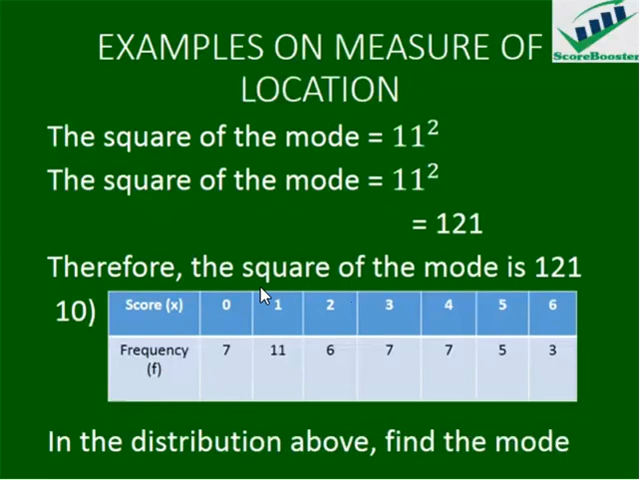 ScoreBooster
EXAMPLES ON MEASURE OF
LOCATION
The square of the mode = 11²
The square of the mode = 11²
= 121
Therefore, the square of the mode is 121
10)
Score (x) 0 1 2 3 4 5 6
Frequency 7 11 6 7 7 5 3
(f)
In the distribution above, find the mode